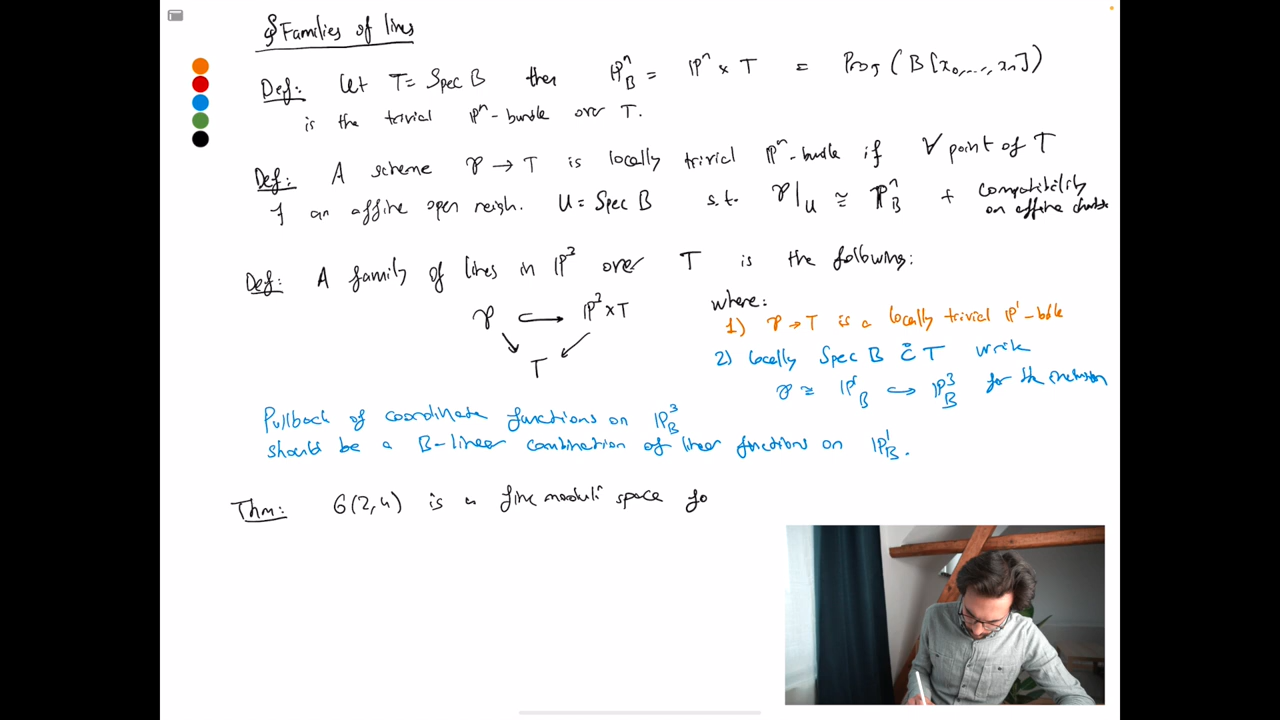 § Families of lines
Def: Let T = Spec B then ℙⁿ_B = ℙⁿ × T = Proj (B[x₀,...,xₙ])
is the trivial ℙⁿ-bundle over T.
Def: A scheme 𝒫 → T is locally trivial ℙⁿ-bundle if ∀ point of T
∃ an affine open neigh. U = Spec B s.t. 𝒫|_U ≅ ℙⁿ_B + compatibility
on affine charts
Def: A family of lines in ℙ³ over T is the following:
𝒫 ↪ ℙ³ × T
↘ ↙
T
where:
1) 𝒫 → T is a locally trivial ℙ¹-bdle
2) locally Spec B ⊂ T write
𝒫 ≅ ℙ¹_B ↪ ℙ³_B for the inclusion
Pullback of coordinate functions on ℙ³_B
should be a B-linear combination of linear functions on ℙ¹_B.
Thm: G(2,4) is a fine moduli space fo